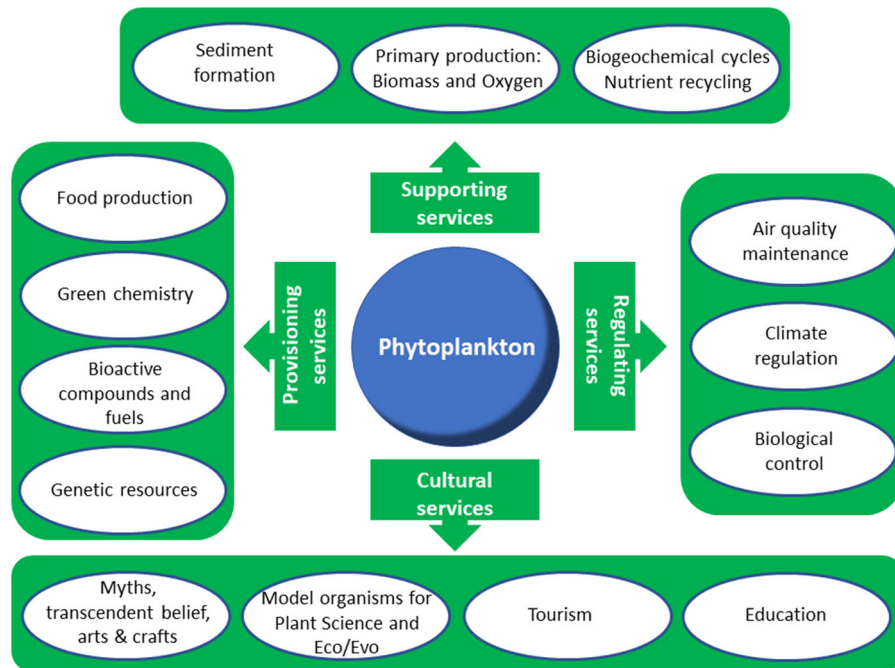 Sediment
formation
Primary production:
Biomass and Oxygen
Biogeochemical cycles
Nutrient recycling
Supporting
services
Food production
Green chemistry
Bioactive
compounds and
fuels
Genetic resources
Provisioning
services
Phytoplankton
Regulating
services
Air quality
maintenance
Climate
regulation
Biological
control
Cultural
services
Myths,
transcendent belief,
arts & crafts
Model organisms for
Plant Science and
Eco/Evo
Tourism
Education